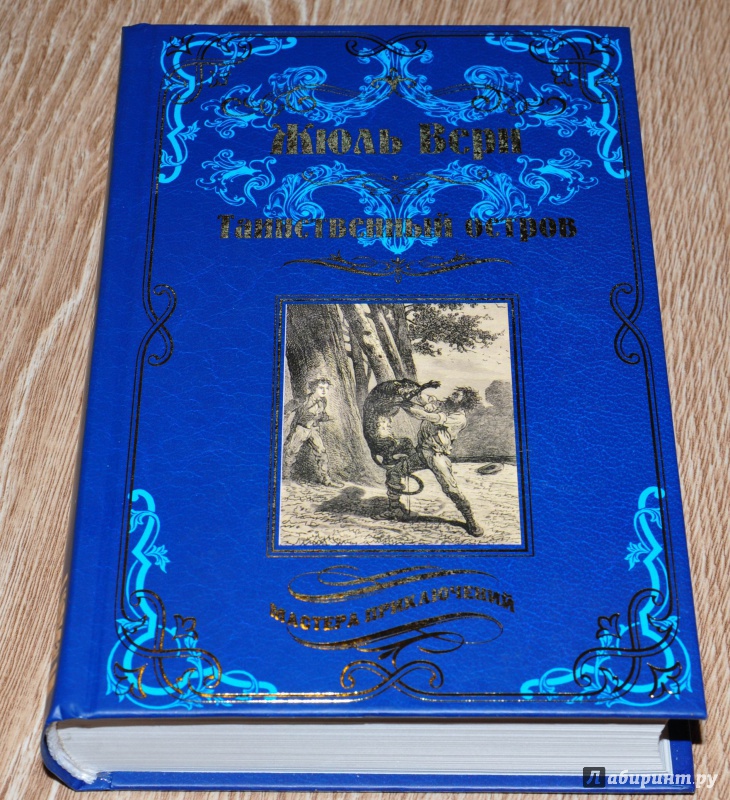 Жюль Верн
Таинственный остров
МАСТЕРА ПРИКЛЮЧЕНИЙ
Лабиринт.ру